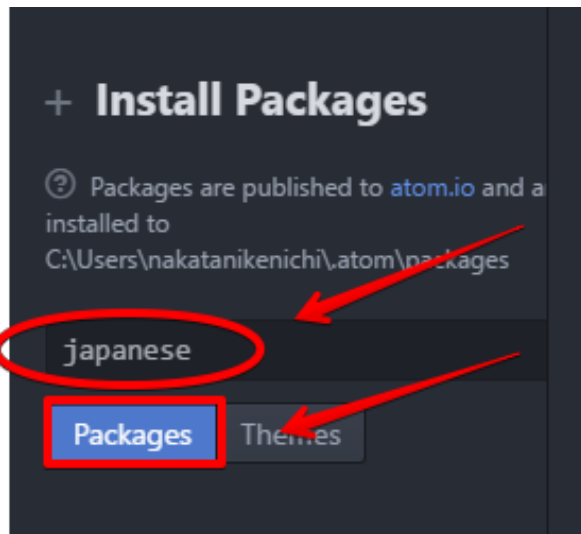 + Install Packages
Packages are published to atom.io and a
installed to
C:\Users\nakatanikenichi\.atom\packages
japanese
Packages Themes